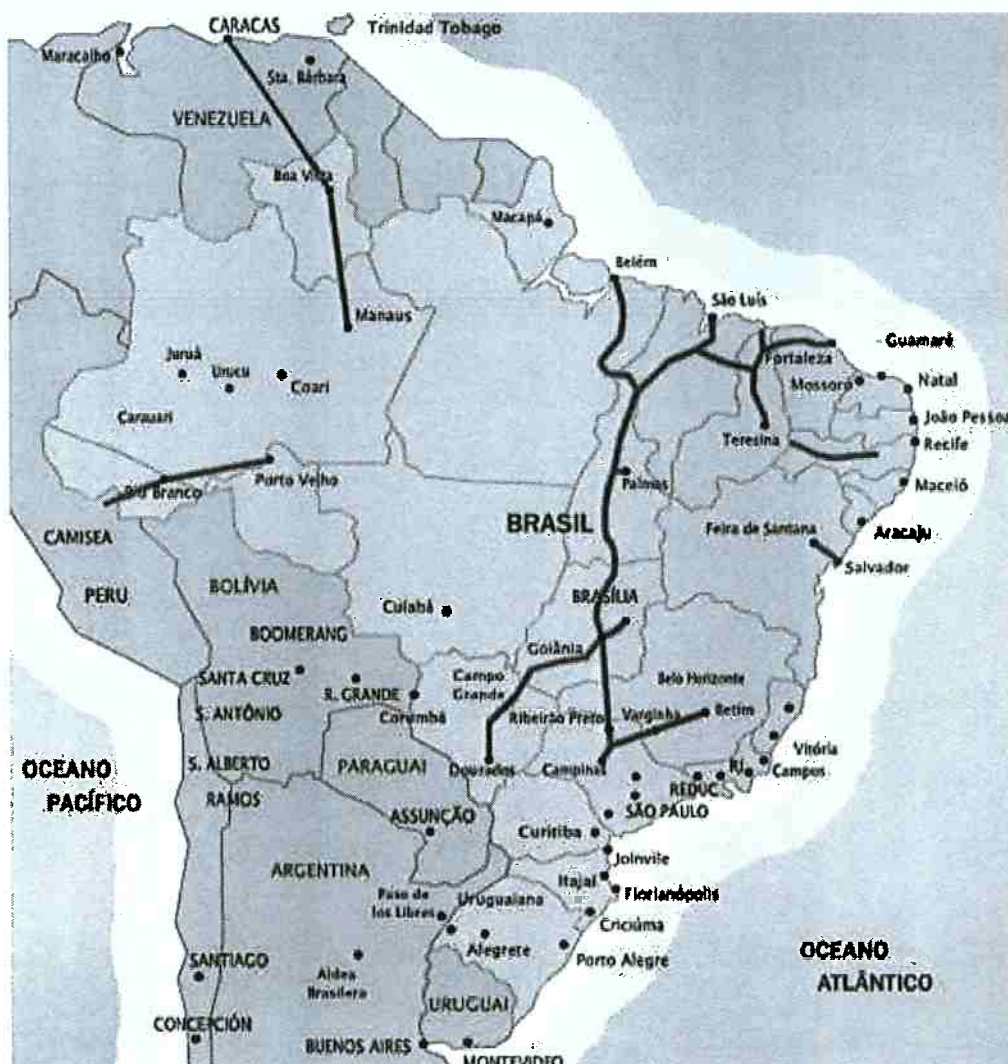 CARACAS
Trinidad Tobago
Maracaibo
Sta. Bárbara
VENEZUELA
Boa Vista
Macapá
Belém
São Luís
Manaus
Guamaré
Fortaleza
Juruá
Urucu
Coari
Mossoró
Natal
Carauari
João Pessoa
Teresina
Recife
Rio Branco
Porto Velho
Palmas
Maceió
BRASIL
Feira de Santana
Aracaju
CAMISEA
Salvador
PERU
BOLÍVIA
BRASÍLIA
Cuiabá
BOOMERANG
Goiânia
SANTA CRUZ
R. GRANDE
Campo
Grande
Belo Horizonte
S. ANTÔNIO
Corumbá
Ribeirão Preto
Varginha
Betim
Vitória
OCEANO
PACÍFICO
S. ALBERTO
PARAGUAI
Dourados
Campinas
RJ
Campos
REDUC
RAMOS
SÃO PAULO
ASSUNÇÃO
Curitiba
Joinvile
ARGENTINA
Itajaí
Florianópolis
Paso de
los Libres
Uruguaiana
Criciúma
Alegrete
Porto Alegre
OCEANO
ATLÂNTICO
SANTIAGO
Aldea
Brasilera
URUGUAI
CONCEPCIÓN
BUENOS AIRES
MONTEVIDEO